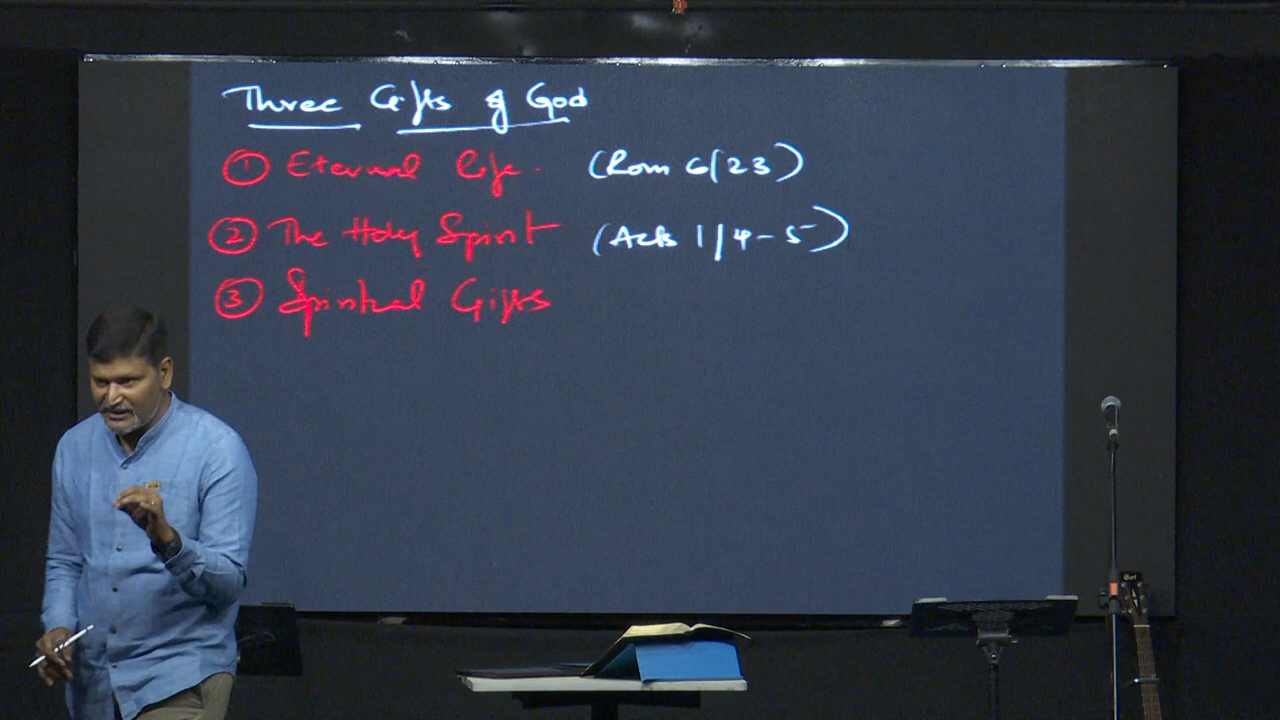 Three Gifts of God
① Eternal life. (Rom 6/23)
② The Holy Spirit (Acts 1/4-5)
③ Spiritual Gifts